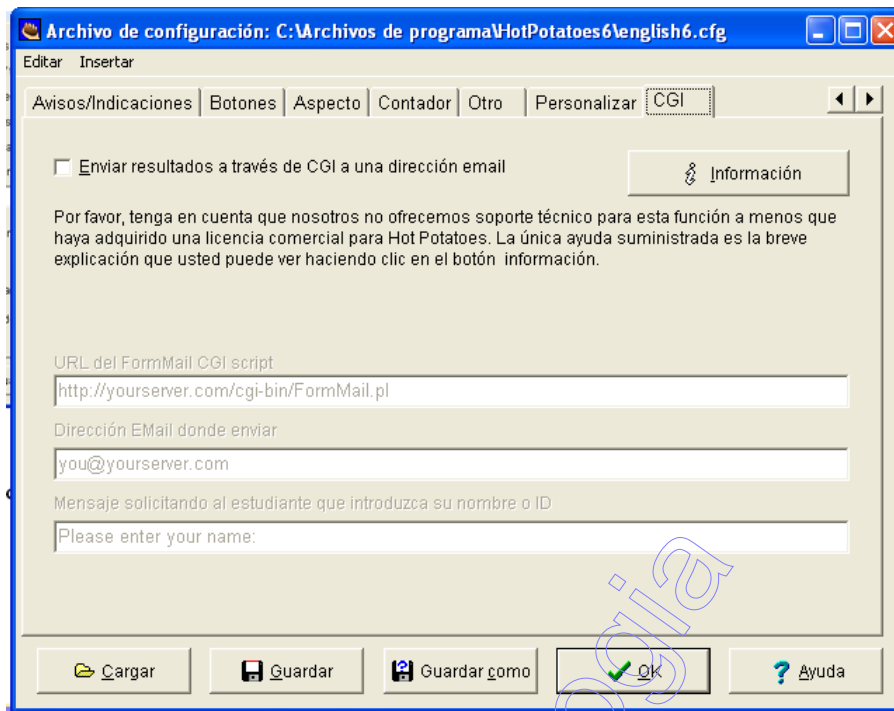 Archivo de configuración: C:\Archivos de programa\HotPotatoes6\english6.cfg
Editar Insertar
Avisos/Indicaciones Botones Aspecto Contador Otro Personalizar CGI
Enviar resultados a través de CGI a una dirección email
Información
Por favor, tenga en cuenta que nosotros no ofrecemos soporte técnico para esta función a menos que
haya adquirido una licencia comercial para Hot Potatoes. La única ayuda suministrada es la breve
explicación que usted puede ver haciendo clic en el botón información.
URL del FormMail CGI script
http://yourserver.com/cgi-bin/FormMail.pl
Dirección EMail donde enviar
you@yourserver.com
Mensaje solicitando al estudiante que introduzca su nombre o ID
Please enter your name:
Cargar Guardar Guardar como OK Ayuda